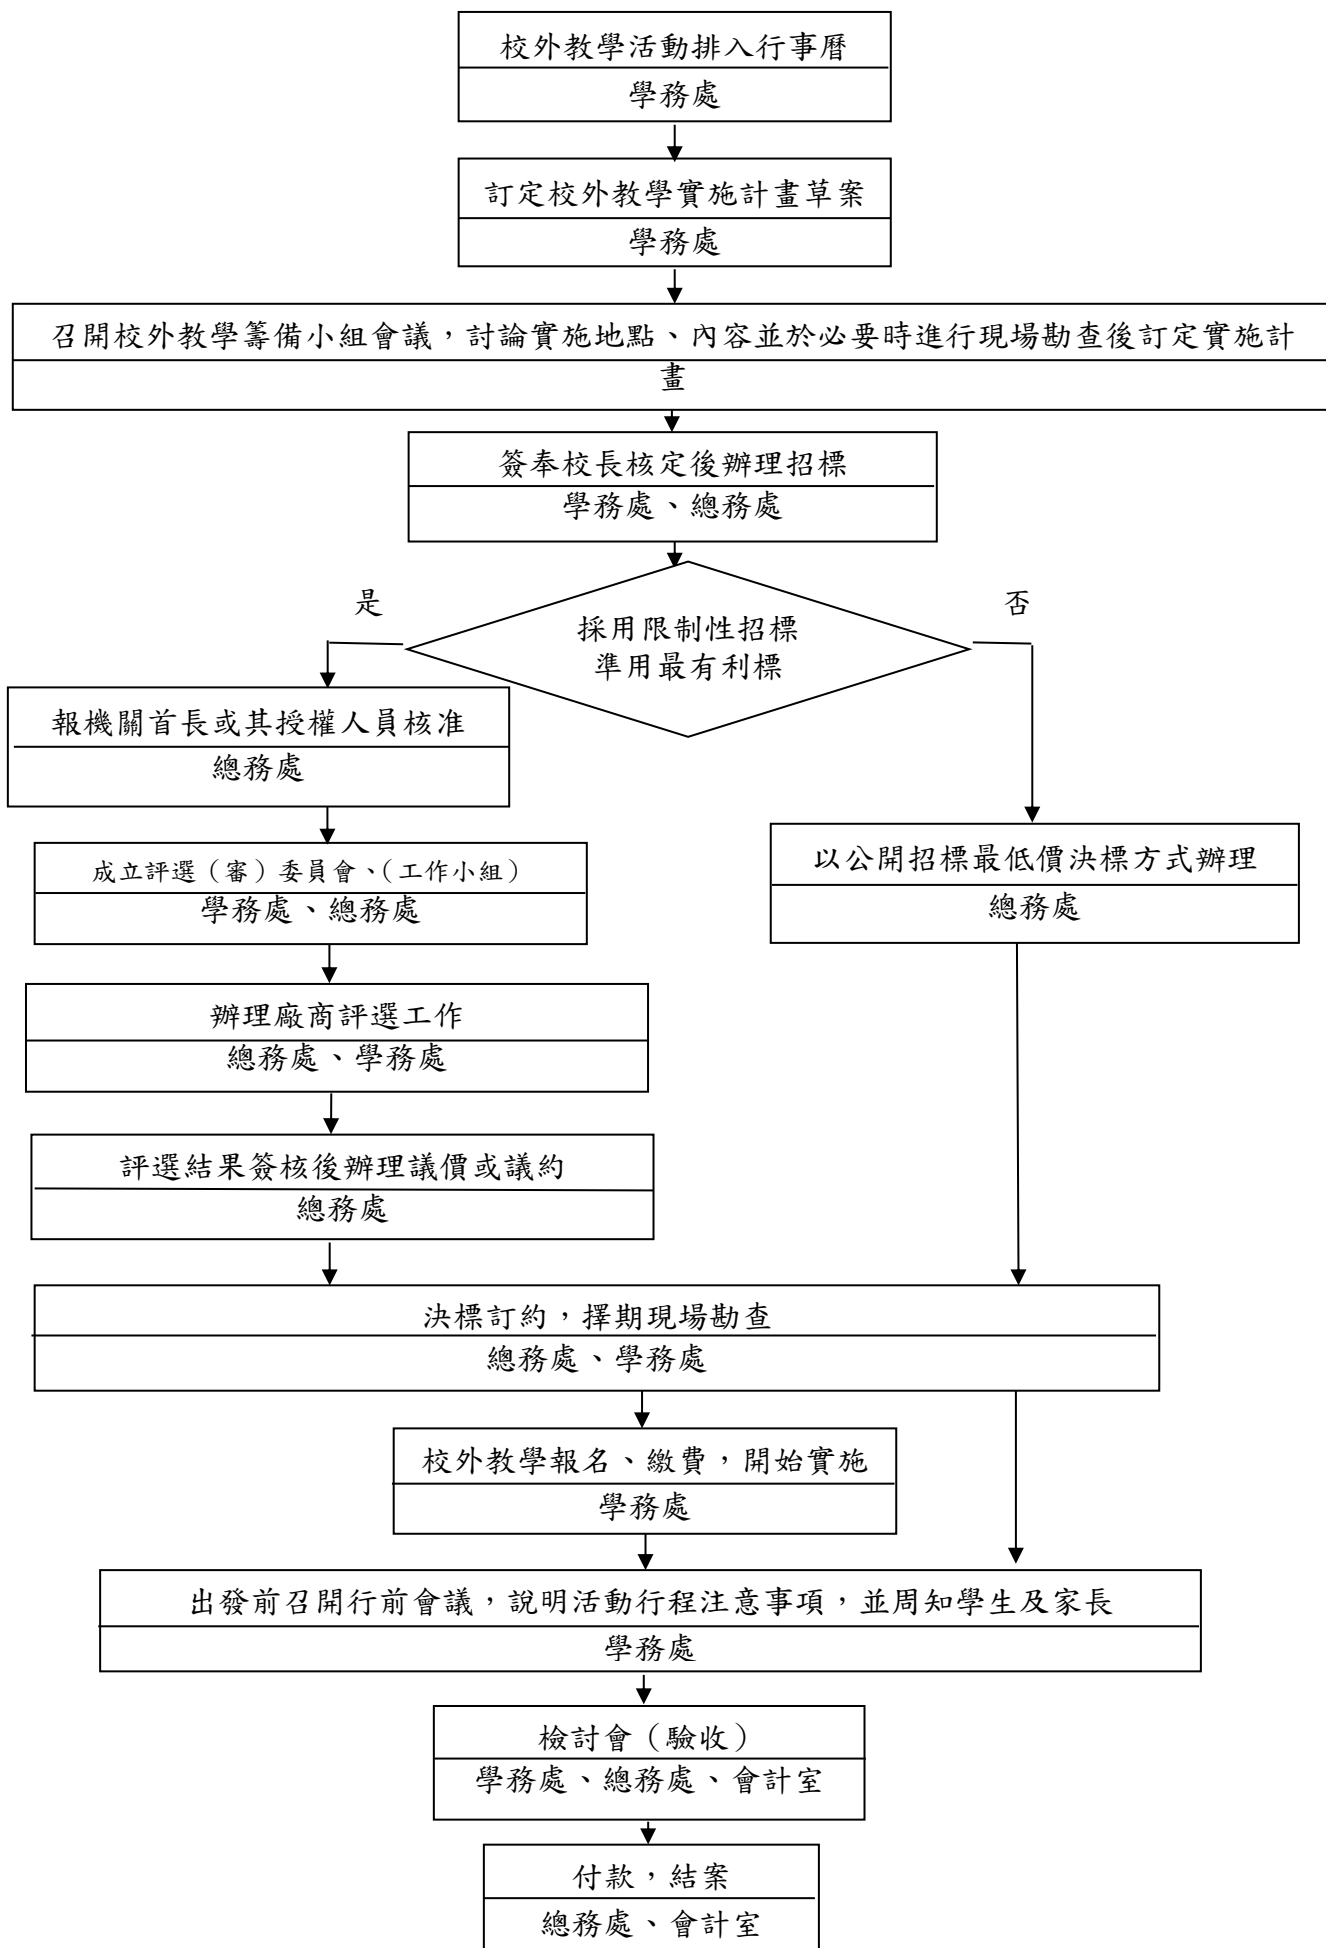 校外教學活動排入行事曆
學務處
訂定校外教學實施計畫草案
學務處
召開校外教學籌備小組會議，討論實施地點、內容並於必要時進行現場勘查後訂定實施計
畫
簽奉校長核定後辦理招標
學務處、總務處
是
否
採用限制性招標
準用最有利標
報機關首長或其授權人員核准
總務處
成立評選（審）委員會、（工作小組）
學務處、總務處
以公開招標最低價決標方式辦理
總務處
辦理廠商評選工作
總務處、學務處
評選結果簽核後辦理議價或議約
總務處
決標訂約，擇期現場勘查
總務處、學務處
校外教學報名、繳費，開始實施
學務處
出發前召開行前會議，說明活動行程注意事項，並周知學生及家長
學務處
檢討會（驗收）
學務處、總務處、會計室
付款，結案
總務處、會計室